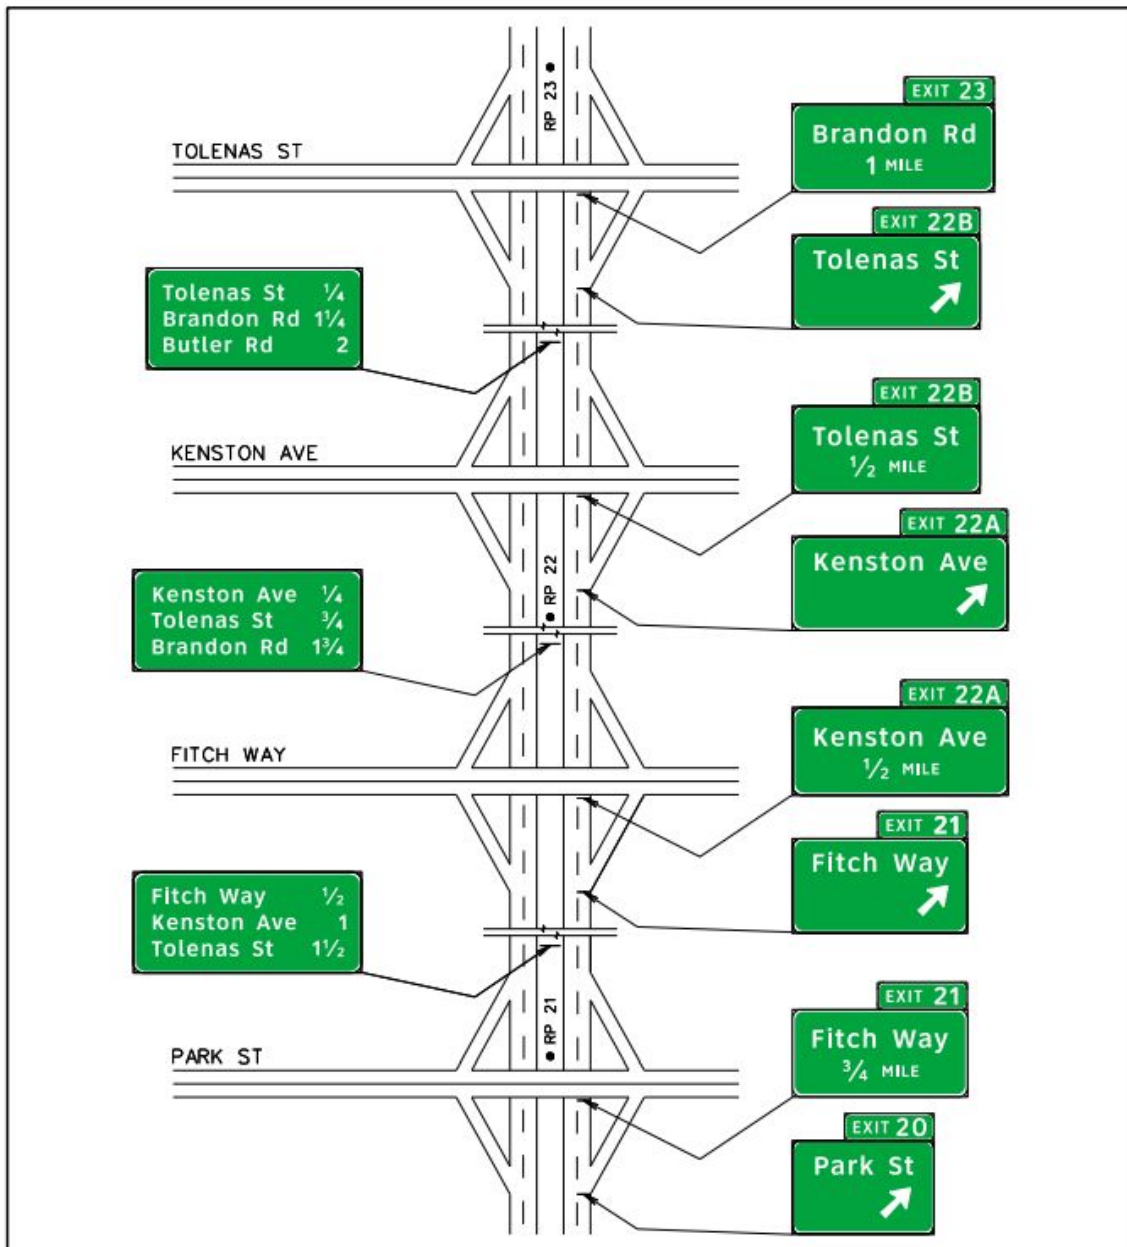 RP 23
EXIT 23
Brandon Rd
1 MILE
TOLENAS ST
EXIT 22B
Tolenas St
Tolenas St ¼
Brandon Rd 1¼
Butler Rd 2
EXIT 22B
Tolenas St
½ MILE
KENSTON AVE
EXIT 22A
Kenston Ave
RP 22
Kenston Ave ¼
Tolenas St ¾
Brandon Rd 1¾
EXIT 22A
Kenston Ave
½ MILE
FITCH WAY
EXIT 21
Fitch Way
Fitch Way ½
Kenston Ave 1
Tolenas St 1½
EXIT 21
Fitch Way
¾ MILE
RP 21
PARK ST
EXIT 20
Park St